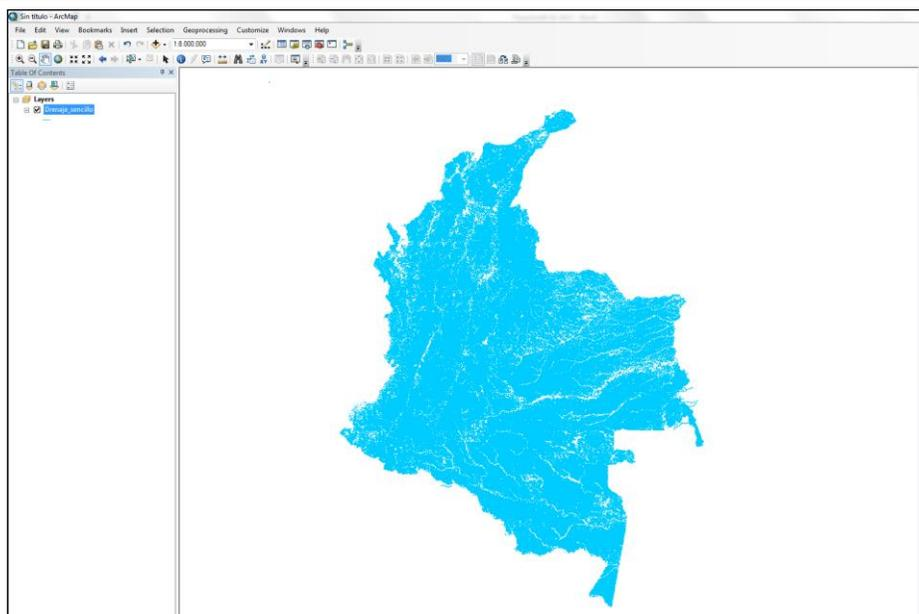 Sin título - ArcMap
File Edit View Bookmarks Insert Selection Geoprocessing Customize Windows Help
1:8.000.000
Table Of Contents
Layers
Drenaje_sencillo